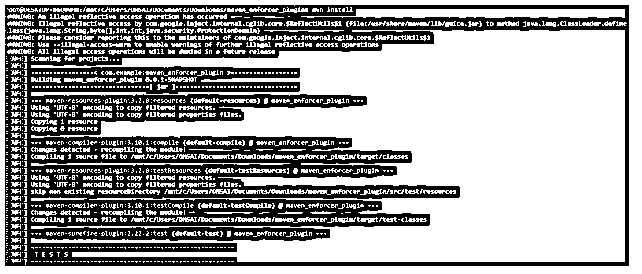 mvn install
WARNING: An illegal reflective access operation has occurred
WARNING: Illegal reflective access by com.google.inject.internal.cglib.core.$ReflectUtils$1 (file:/usr/share/maven/lib/guice.jar) to method java.lang.ClassLoader.defineC
lass(java.lang.String,byte[],int,int,java.security.ProtectionDomain)
WARNING: Please consider reporting this to the maintainers of com.google.inject.internal.cglib.core.$ReflectUtils$1
WARNING: Use --illegal-access=warn to enable warnings of further illegal reflective access operations
WARNING: All illegal access operations will be denied in a future release
[INFO] Scanning for projects...
[INFO]
[INFO] < com.example:maven_enforcer_plugin >
[INFO] Building maven_enforcer_plugin 0.0.1-SNAPSHOT
[INFO] [ jar ]
[INFO]
[INFO] --- maven-resources-plugin:3.2.0:resources (default-resources) @ maven_enforcer_plugin ---
[INFO] Using 'UTF-8' encoding to copy filtered resources.
[INFO] Using 'UTF-8' encoding to copy filtered properties files.
[INFO] Copying 1 resource
[INFO] Copying 0 resource
[INFO]
[INFO] --- maven-compiler-plugin:3.10.1:compile (default-compile) @ maven_enforcer_plugin ---
[INFO] Changes detected - recompiling the module!
[INFO] Compiling 1 source file to /mnt/c/Users/OMSAI/Documents/Downloads/maven_enforcer_plugin/target/classes
[INFO]
[INFO] --- maven-resources-plugin:3.2.0:testResources (default-testResources) @ maven_enforcer_plugin ---
[INFO] Using 'UTF-8' encoding to copy filtered resources.
[INFO] Using 'UTF-8' encoding to copy filtered properties files.
[INFO] skip non existing resourceDirectory /mnt/c/Users/OMSAI/Documents/Downloads/maven_enforcer_plugin/src/test/resources
[INFO]
[INFO] --- maven-compiler-plugin:3.10.1:testCompile (default-testCompile) @ maven_enforcer_plugin ---
[INFO] Changes detected - recompiling the module!
[INFO] Compiling 1 source file to /mnt/c/Users/OMSAI/Documents/Downloads/maven_enforcer_plugin/target/test-classes
[INFO]
[INFO] --- maven-surefire-plugin:2.22.2:test (default-test) @ maven_enforcer_plugin ---
[INFO]
[INFO] -------------------------------------------------------
[INFO] T E S T S
[INFO] -------------------------------------------------------